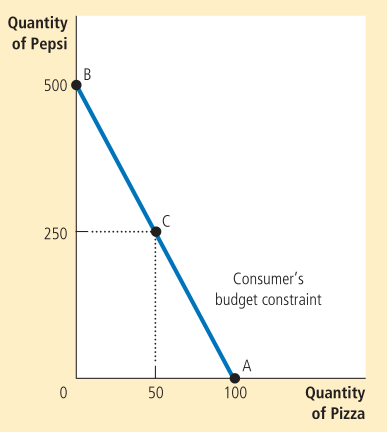 Quantity
of Pepsi
B
500
C
250
Consumer's
budget constraint
A
0
50
100
Quantity
of Pizza